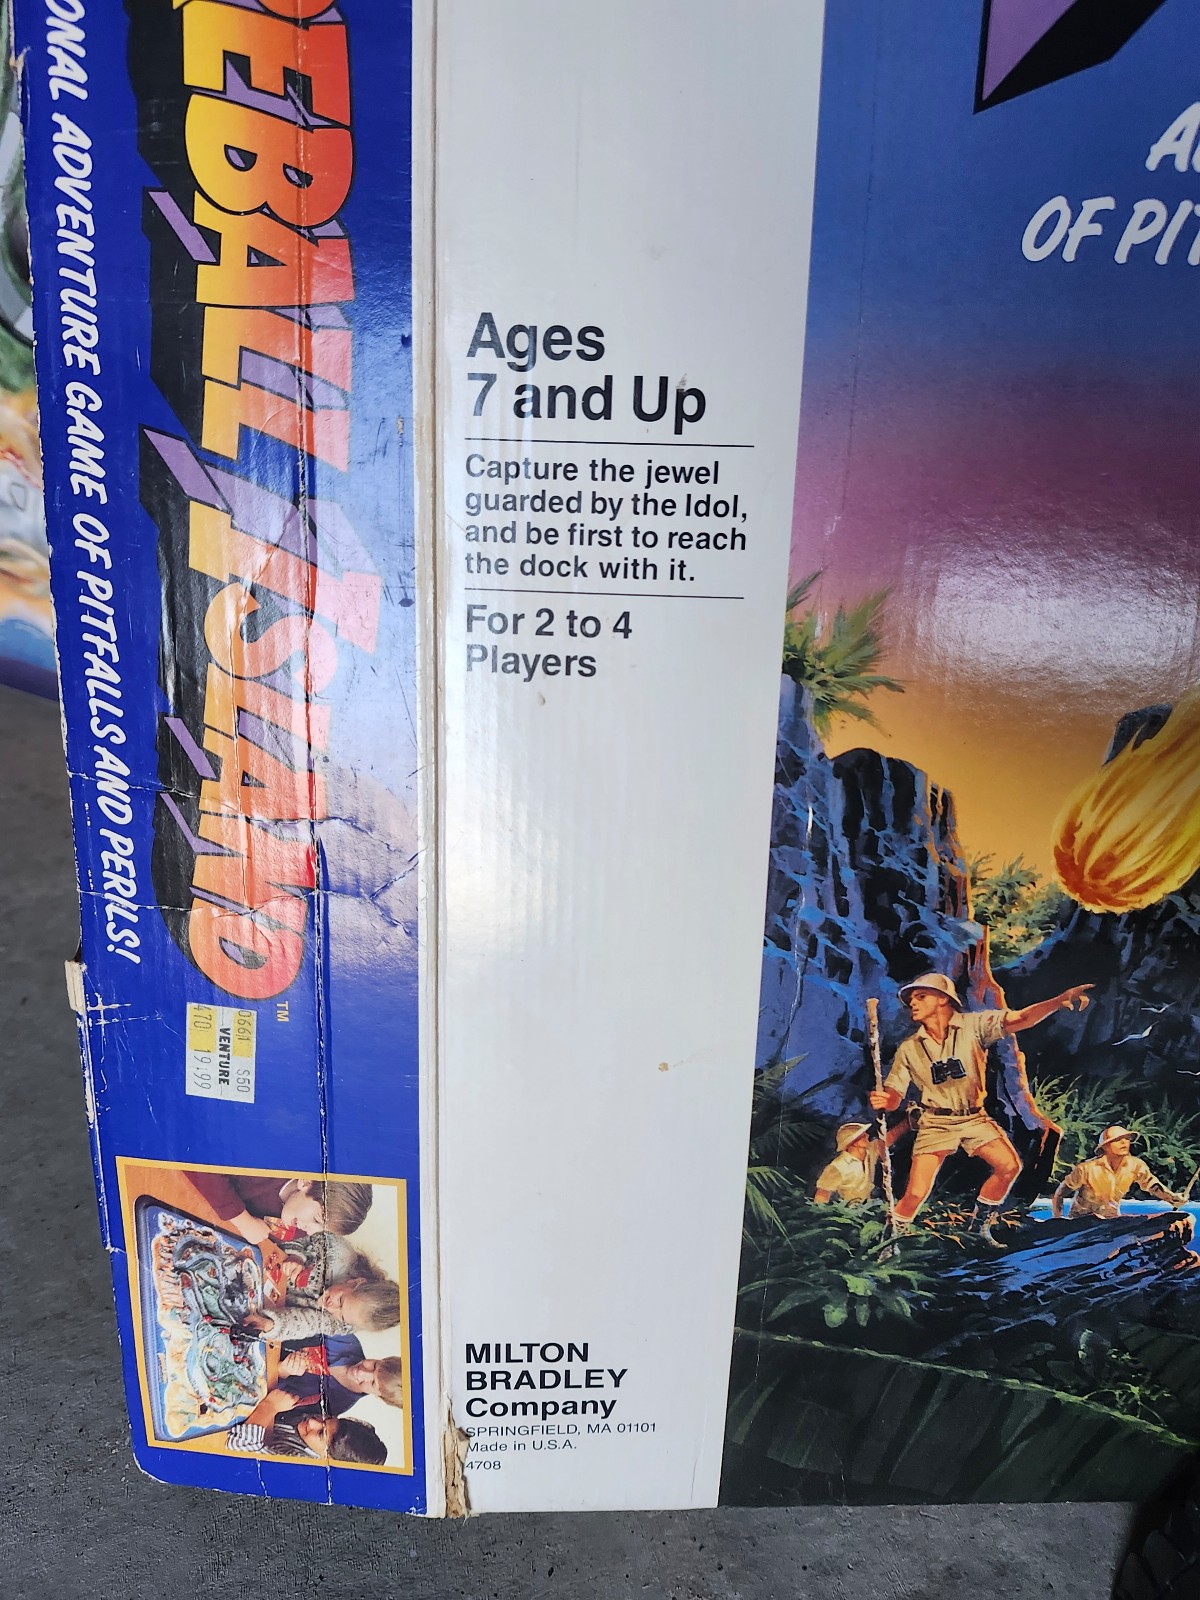 EBALL ISLAND
™
ONAL ADVENTURE GAME OF PITFALLS AND PERILS!
0661 $50
VENTURE
470 19.99
Ages
7 and Up
Capture the jewel
guarded by the Idol,
and be first to reach
the dock with it.
For 2 to 4
Players
MILTON
BRADLEY
Company
SPRINGFIELD, MA 01101
Made in U.S.A.
4708
OF PIT